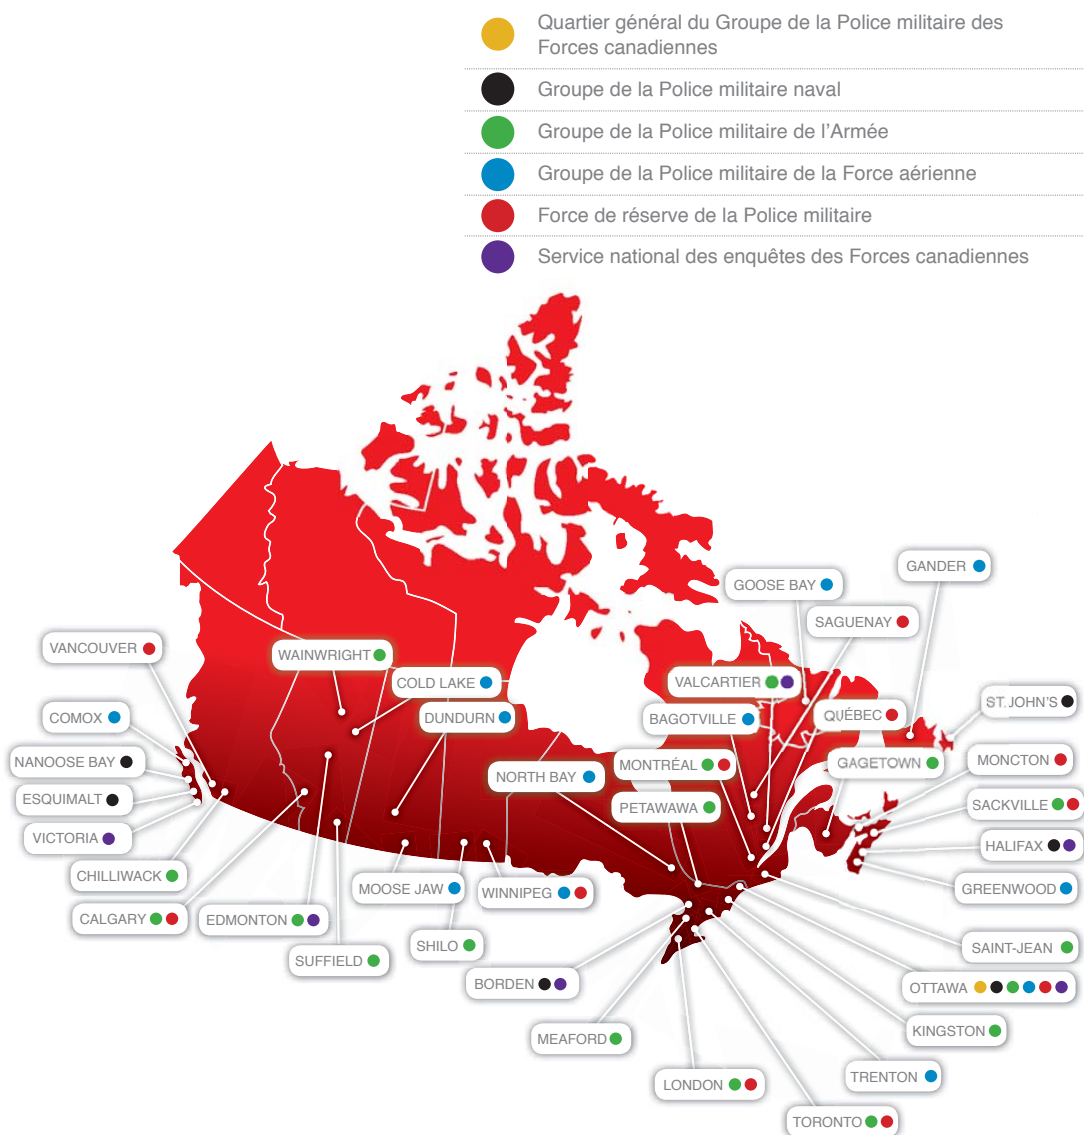 Quartier général du Groupe de la Police militaire des
Forces canadiennes
Groupe de la Police militaire naval
Groupe de la Police militaire de l'Armée
Groupe de la Police militaire de la Force aérienne
Force de réserve de la Police militaire
Service national des enquêtes des Forces canadiennes
GANDER
GOOSE BAY
SAGUENAY
VANCOUVER
WAINWRIGHT
COLD LAKE
VALCARTIER
ST. JOHN'S
COMOX
DUNDURN
BAGOTVILLE
QUÉBEC
NANOOSE BAY
NORTH BAY
MONTRÉAL
GAGETOWN
MONCTON
ESQUIMALT
PETAWAWA
SACKVILLE
VICTORIA
HALIFAX
CHILLIWACK
MOOSE JAW
WINNIPEG
GREENWOOD
CALGARY
EDMONTON
SHILO
SAINT-JEAN
SUFFIELD
BORDEN
OTTAWA
MEAFORD
KINGSTON
LONDON
TRENTON
TORONTO